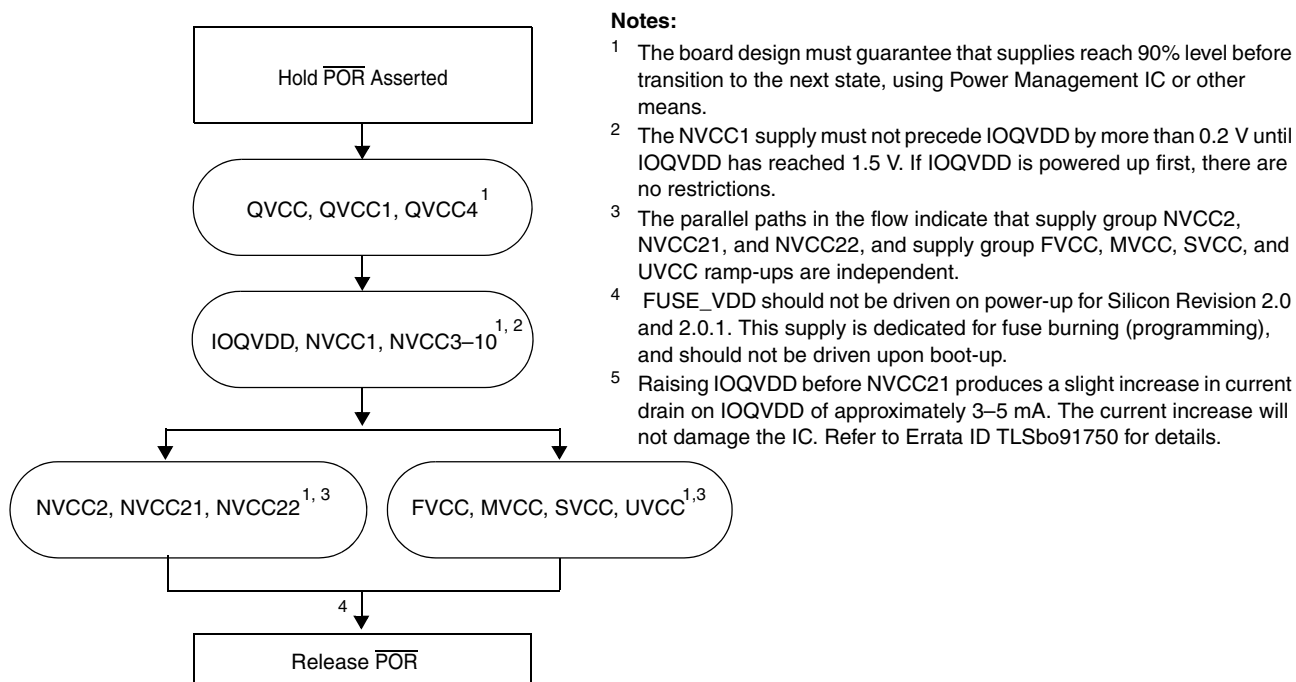 Hold POR Asserted
QVCC, QVCC1, QVCC4 1
IOQVDD, NVCC1, NVCC3–10 1, 2
NVCC2, NVCC21, NVCC22 1, 3
FVCC, MVCC, SVCC, UVCC 1,3
4
Release POR
Notes:
1 The board design must guarantee that supplies reach 90% level before
transition to the next state, using Power Management IC or other
means.
2 The NVCC1 supply must not precede IOQVDD by more than 0.2 V until
IOQVDD has reached 1.5 V. If IOQVDD is powered up first, there are
no restrictions.
3 The parallel paths in the flow indicate that supply group NVCC2,
NVCC21, and NVCC22, and supply group FVCC, MVCC, SVCC, and
UVCC ramp-ups are independent.
4 FUSE_VDD should not be driven on power-up for Silicon Revision 2.0
and 2.0.1. This supply is dedicated for fuse burning (programming),
and should not be driven upon boot-up.
5 Raising IOQVDD before NVCC21 produces a slight increase in current
drain on IOQVDD of approximately 3–5 mA. The current increase will
not damage the IC. Refer to Errata ID TLSbo91750 for details.